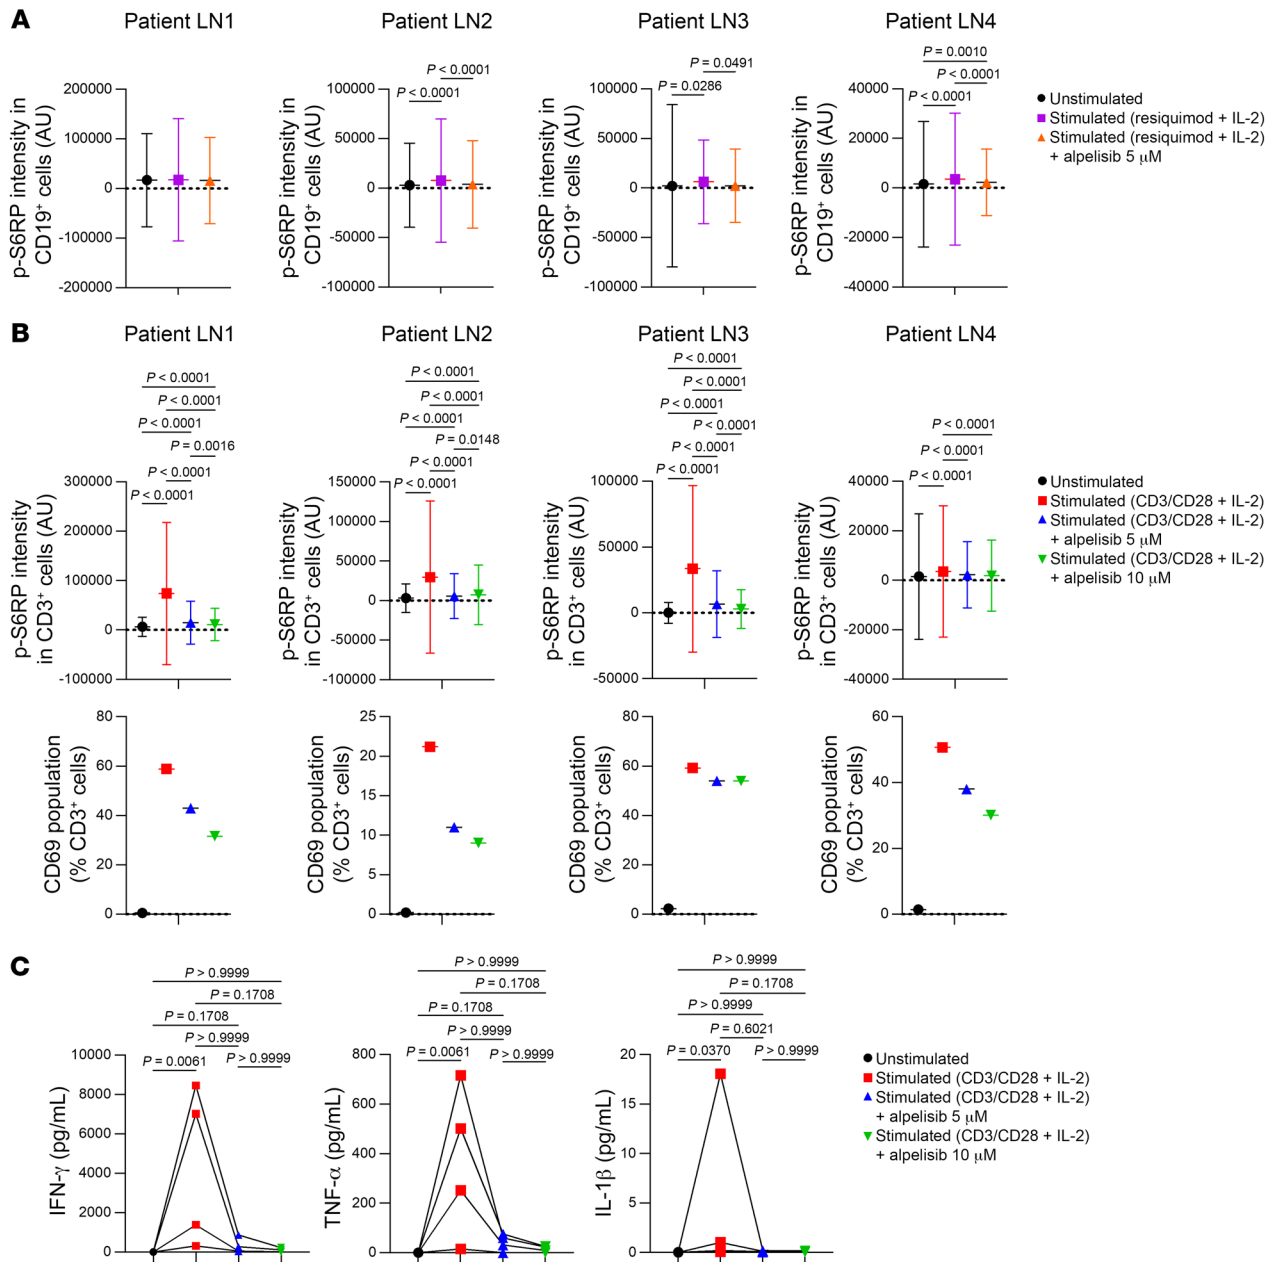 A
Patient LN1
Patient LN2
Patient LN3
Patient LN4
p-S6RP intensity in
CD19⁺ cells (AU)
200000
100000
0
-100000
-200000
p-S6RP intensity in
CD19⁺ cells (AU)
100000
50000
0
-50000
-100000
P < 0.0001
P < 0.0001
p-S6RP intensity in
CD19⁺ cells (AU)
100000
50000
0
-50000
-100000
P = 0.0491
P = 0.0286
p-S6RP intensity in
CD19⁺ cells (AU)
40000
20000
0
-20000
-40000
P = 0.0010
P < 0.0001
P < 0.0001
Unstimulated
Stimulated (resiquimod + IL-2)
Stimulated (resiquimod + IL-2)
+ alpelisib 5 μM
B
Patient LN1
Patient LN2
Patient LN3
Patient LN4
P < 0.0001
P < 0.0001
P < 0.0001
P = 0.0016
P < 0.0001
P < 0.0001
p-S6RP intensity
in CD3⁺ cells (AU)
300000
200000
100000
0
-100000
P < 0.0001
P < 0.0001
P < 0.0001
P = 0.0148
P < 0.0001
P < 0.0001
p-S6RP intensity
in CD3⁺ cells (AU)
150000
100000
50000
0
-50000
-100000
P < 0.0001
P < 0.0001
P < 0.0001
P < 0.0001
P < 0.0001
P < 0.0001
p-S6RP intensity
in CD3⁺ cells (AU)
100000
50000
0
-50000
P < 0.0001
P < 0.0001
P < 0.0001
p-S6RP intensity
in CD3⁺ cells (AU)
40000
20000
0
-20000
-40000
Unstimulated
Stimulated (CD3/CD28 + IL-2)
Stimulated (CD3/CD28 + IL-2)
+ alpelisib 5 μM
Stimulated (CD3/CD28 + IL-2)
+ alpelisib 10 μM
CD69 population
(% CD3⁺ cells)
80
60
40
20
0
CD69 population
(% CD3⁺ cells)
25
20
15
10
5
0
CD69 population
(% CD3⁺ cells)
80
60
40
20
0
CD69 population
(% CD3⁺ cells)
60
40
20
0
C
P > 0.9999
P = 0.1708
P = 0.1708
P > 0.9999
P = 0.0061
P > 0.9999
IFN-γ (pg/mL)
10000
8000
6000
4000
2000
0
P > 0.9999
P = 0.1708
P = 0.1708
P > 0.9999
P = 0.0061
P > 0.9999
TNF-α (pg/mL)
800
600
400
200
0
P > 0.9999
P = 0.1708
P > 0.9999
P = 0.6021
P = 0.0370
P > 0.9999
IL-1β (pg/mL)
20
15
10
5
0
Unstimulated
Stimulated (CD3/CD28 + IL-2)
Stimulated (CD3/CD28 + IL-2)
+ alpelisib 5 μM
Stimulated (CD3/CD28 + IL-2)
+ alpelisib 10 μM